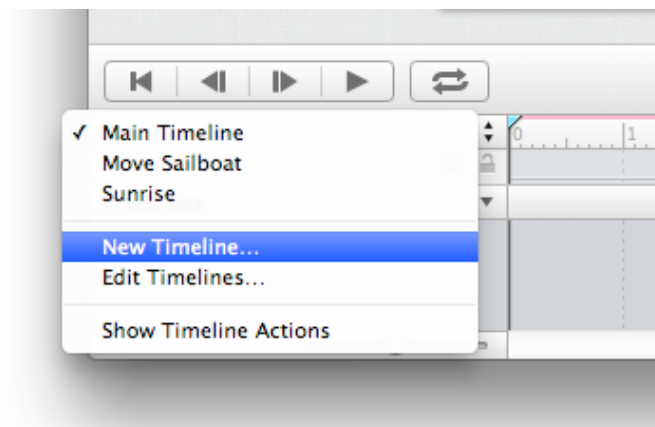 ✓ Main Timeline
0 1
Move Sailboat
Sunrise
New Timeline...
Edit Timelines...
Show Timeline Actions